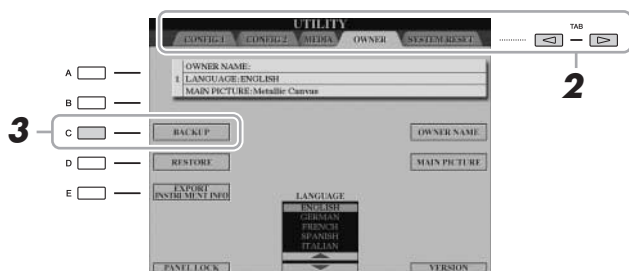 UTILITY
CONFIG 1 CONFIG 2 MEDIA OWNER SYSTEM RESET
TAB
2
A
OWNER NAME:
1 LANGUAGE:ENGLISH
MAIN PICTURE:Metallic Canvas
B
3
C
BACKUP
OWNER NAME
D
RESTORE
MAIN PICTURE
E
EXPORT
INSTRUMENT INFO
LANGUAGE
ENGLISH
GERMAN
FRENCH
SPANISH
ITALIAN
PANEL LOCK
VERSION